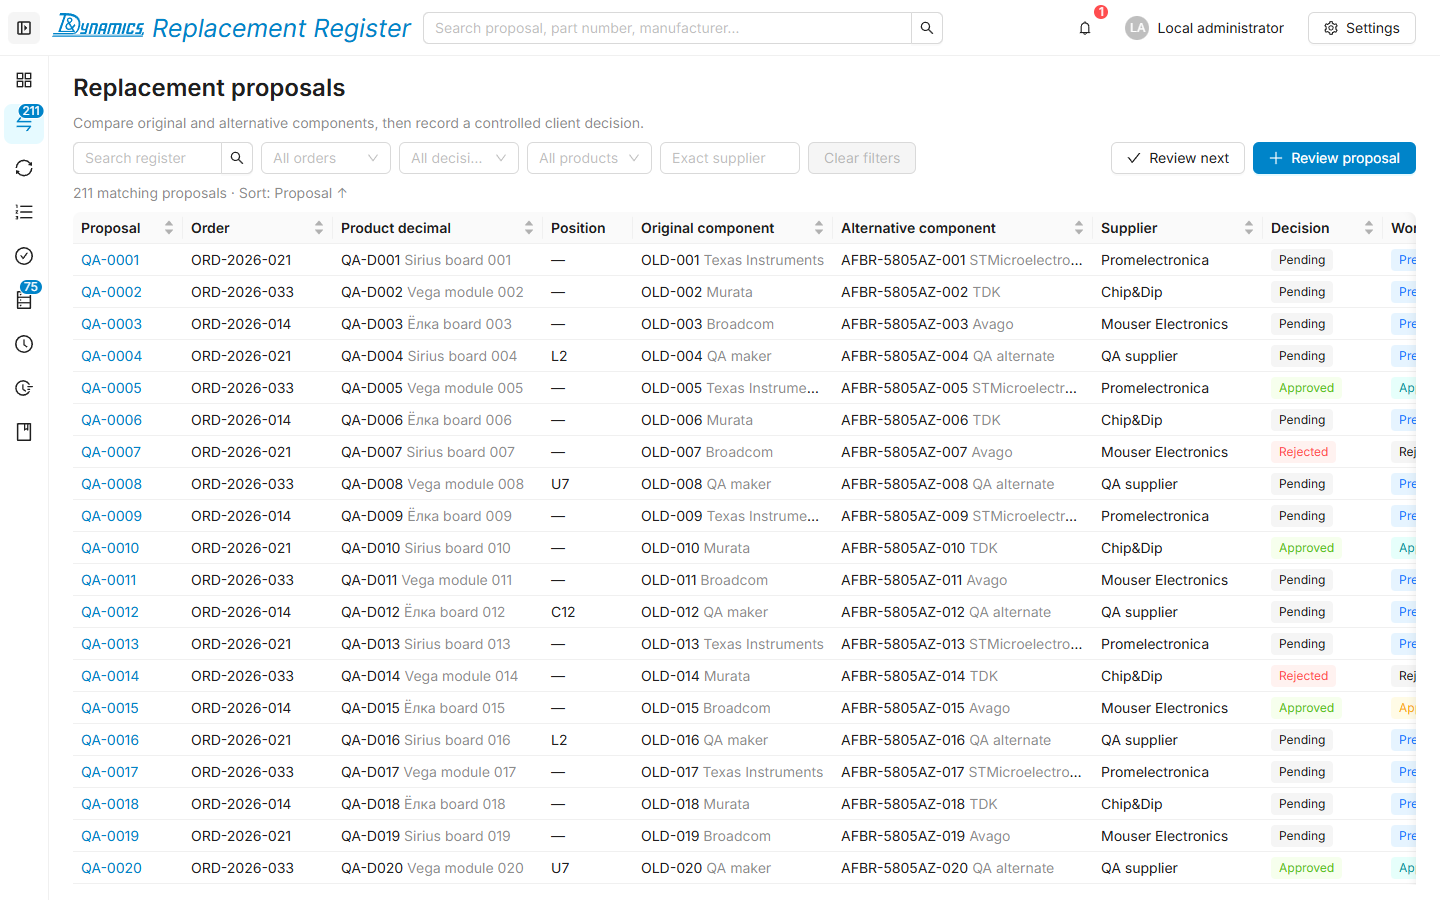 Dynamics Replacement Register
Search proposal, part number, manufacturer...
1
LA Local administrator
Settings
211
75
Replacement proposals
Compare original and alternative components, then record a controlled client decision.
Search register All orders All decisi... All products Exact supplier Clear filters Review next Review proposal
211 matching proposals · Sort: Proposal ↑
Proposal Order Product decimal Position Original component Alternative component Supplier Decision Wor
QA-0001 ORD-2026-021 QA-D001 Sirius board 001 — OLD-001 Texas Instruments AFBR-5805AZ-001 STMicroelectro... Promelectronica Pending Pre
QA-0002 ORD-2026-033 QA-D002 Vega module 002 — OLD-002 Murata AFBR-5805AZ-002 TDK Chip&Dip Pending Pre
QA-0003 ORD-2026-014 QA-D003 Ёлка board 003 — OLD-003 Broadcom AFBR-5805AZ-003 Avago Mouser Electronics Pending Pre
QA-0004 ORD-2026-021 QA-D004 Sirius board 004 L2 OLD-004 QA maker AFBR-5805AZ-004 QA alternate QA supplier Pending Pre
QA-0005 ORD-2026-033 QA-D005 Vega module 005 — OLD-005 Texas Instrume... AFBR-5805AZ-005 STMicroelectr... Promelectronica Approved Ap
QA-0006 ORD-2026-014 QA-D006 Ёлка board 006 — OLD-006 Murata AFBR-5805AZ-006 TDK Chip&Dip Pending Pre
QA-0007 ORD-2026-021 QA-D007 Sirius board 007 — OLD-007 Broadcom AFBR-5805AZ-007 Avago Mouser Electronics Rejected Rej
QA-0008 ORD-2026-033 QA-D008 Vega module 008 U7 OLD-008 QA maker AFBR-5805AZ-008 QA alternate QA supplier Pending Pre
QA-0009 ORD-2026-014 QA-D009 Ёлка board 009 — OLD-009 Texas Instrume... AFBR-5805AZ-009 STMicroelectr... Promelectronica Pending Pre
QA-0010 ORD-2026-021 QA-D010 Sirius board 010 — OLD-010 Murata AFBR-5805AZ-010 TDK Chip&Dip Approved Ap
QA-0011 ORD-2026-033 QA-D011 Vega module 011 — OLD-011 Broadcom AFBR-5805AZ-011 Avago Mouser Electronics Pending Pre
QA-0012 ORD-2026-014 QA-D012 Ёлка board 012 C12 OLD-012 QA maker AFBR-5805AZ-012 QA alternate QA supplier Pending Pre
QA-0013 ORD-2026-021 QA-D013 Sirius board 013 — OLD-013 Texas Instruments AFBR-5805AZ-013 STMicroelectro... Promelectronica Pending Pre
QA-0014 ORD-2026-033 QA-D014 Vega module 014 — OLD-014 Murata AFBR-5805AZ-014 TDK Chip&Dip Rejected Rej
QA-0015 ORD-2026-014 QA-D015 Ёлка board 015 — OLD-015 Broadcom AFBR-5805AZ-015 Avago Mouser Electronics Approved Ap
QA-0016 ORD-2026-021 QA-D016 Sirius board 016 L2 OLD-016 QA maker AFBR-5805AZ-016 QA alternate QA supplier Pending Pre
QA-0017 ORD-2026-033 QA-D017 Vega module 017 — OLD-017 Texas Instruments AFBR-5805AZ-017 STMicroelectro... Promelectronica Pending Pre
QA-0018 ORD-2026-014 QA-D018 Ёлка board 018 — OLD-018 Murata AFBR-5805AZ-018 TDK Chip&Dip Pending Pre
QA-0019 ORD-2026-021 QA-D019 Sirius board 019 — OLD-019 Broadcom AFBR-5805AZ-019 Avago Mouser Electronics Pending Pre
QA-0020 ORD-2026-033 QA-D020 Vega module 020 U7 OLD-020 QA maker AFBR-5805AZ-020 QA alternate QA supplier Approved Ap